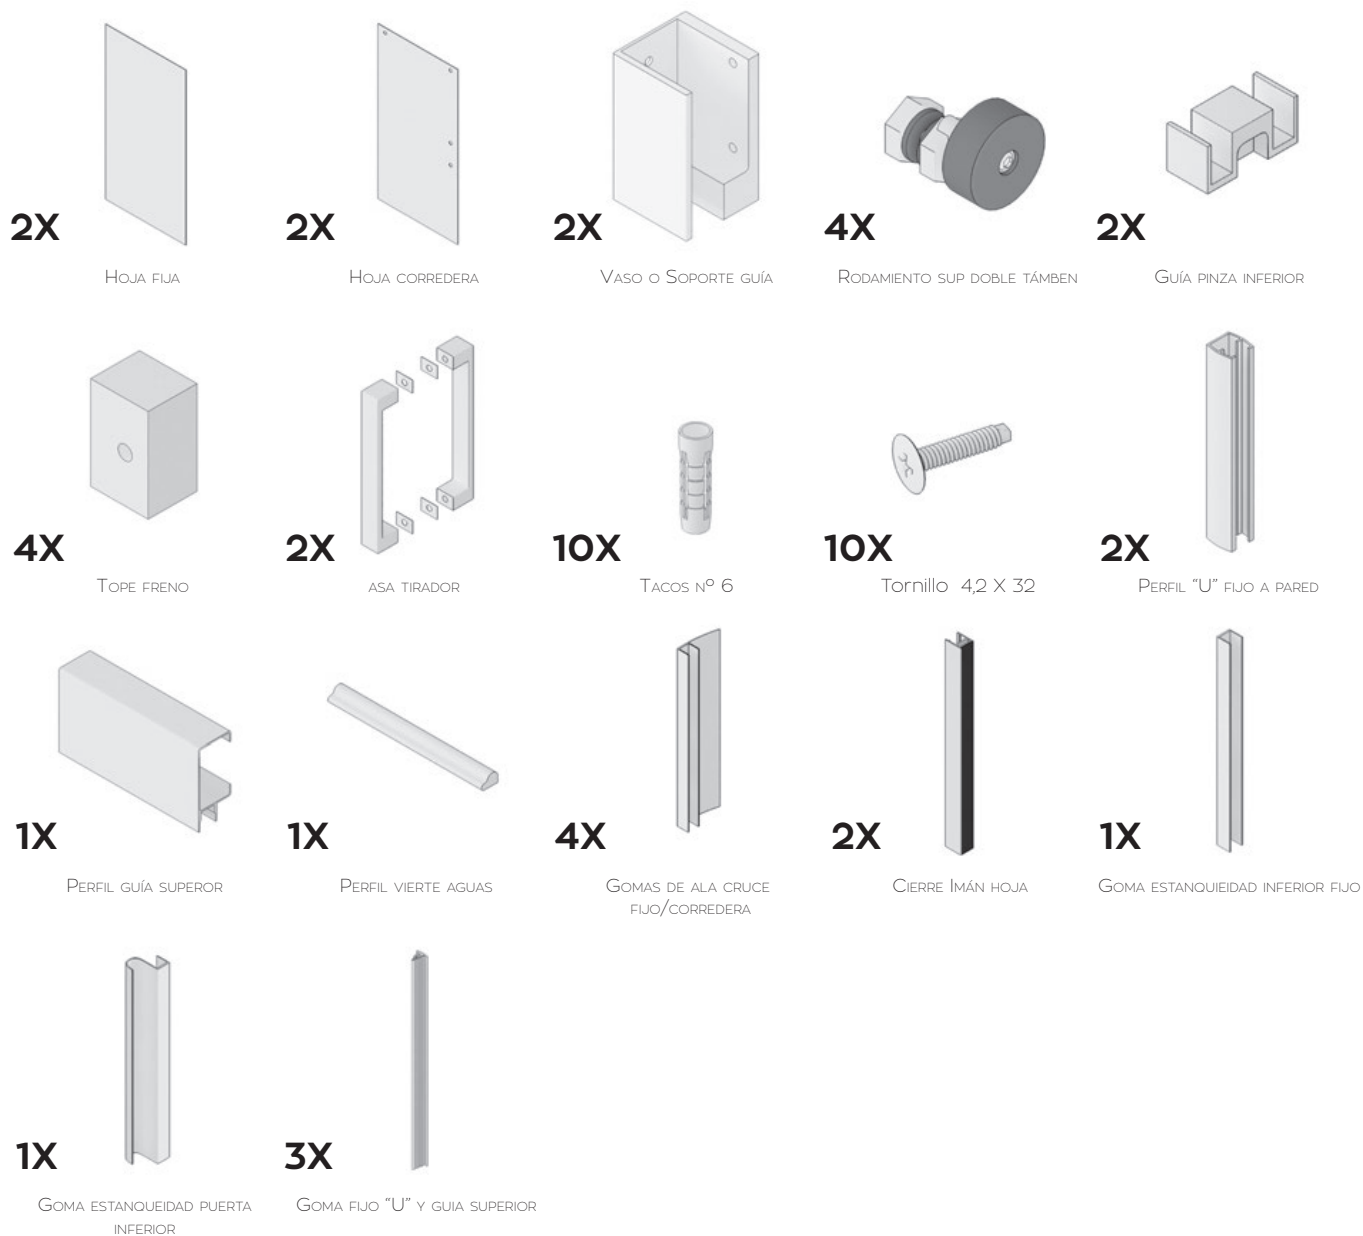 2X
Hoja fija
2X
Hoja corredera
2X
Vaso o Soporte guía
4X
Rodamiento sup doble támben
2X
Guía pinza inferior
4X
Tope freno
2X
asa tirador
10X
Tacos nº 6
10X
Tornillo 4,2 X 32
2X
Perfil “U” fijo a pared
1X
Perfil guía superor
1X
Perfil vierte aguas
4X
Gomas de ala cruce
fijo/corredera
2X
Cierre Imán hoja
1X
Goma estanquieidad inferior fijo
1X
Goma estanqueidad puerta
inferior
3X
Goma fijo “U” y guia superior